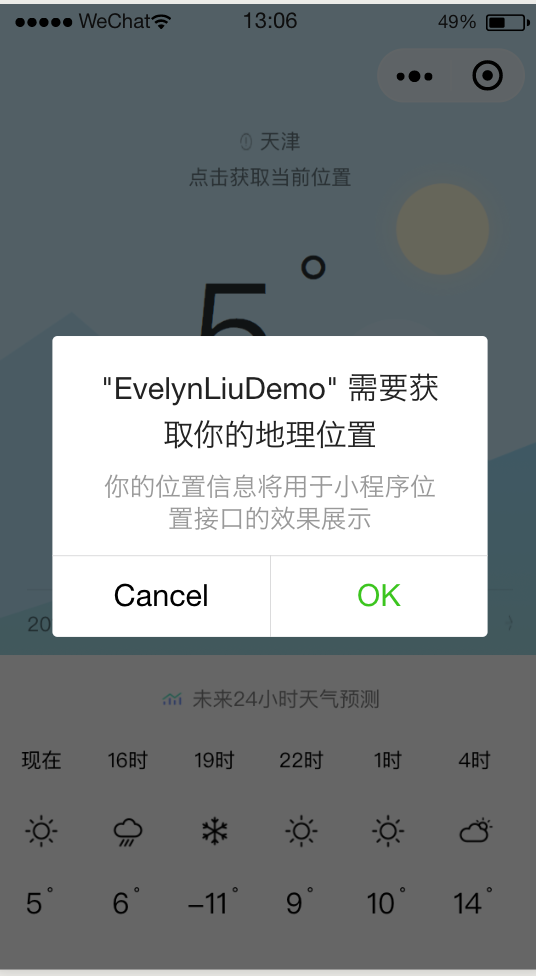 ●●●●● WeChat 13:06 49%
天津
点击获取当前位置
5°
"EvelynLiuDemo" 需要获
取你的地理位置
你的位置信息将用于小程序位
置接口的效果展示
Cancel OK
20
未来24小时天气预测
现在 16时 19时 22时 1时 4时
5° 6° -11° 9° 10° 14°